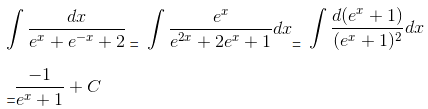 ∫ dx/(e^x + e^{-x} + 2) = ∫ e^x/(e^{2x} + 2e^x + 1) dx = ∫ d(e^x + 1)/(e^x + 1)^2 dx
= -1/(e^x + 1) + C